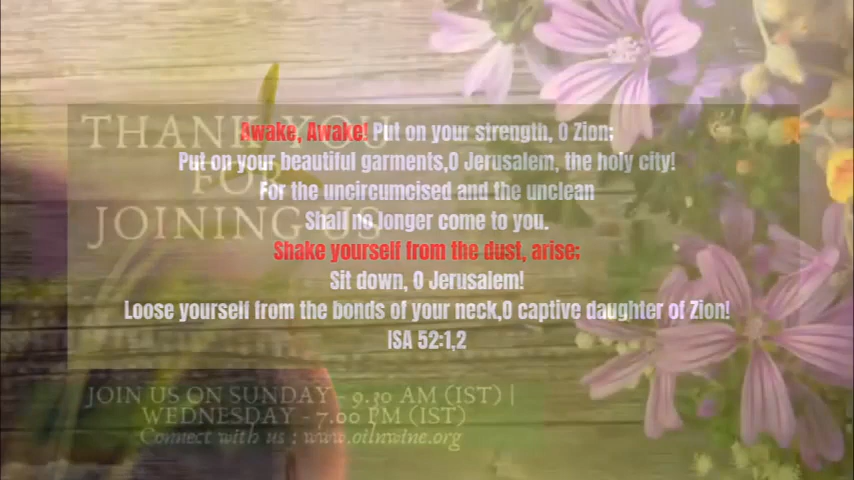 Awake, Awake! Put on your strength, O Zion;
Put on your beautiful garments,O Jerusalem, the holy city!
For the uncircumcised and the unclean
Shall no longer come to you.
Shake yourself from the dust, arise;
Sit down, O Jerusalem!
Loose yourself from the bonds of your neck,O captive daughter of Zion!
ISA 52:1,2
THANK YOU
FOR
JOINING US
JOIN US ON SUNDAY - 9.30 AM (IST) |
WEDNESDAY - 7.00 PM (IST)
Connect with us : www.oilnwine.org